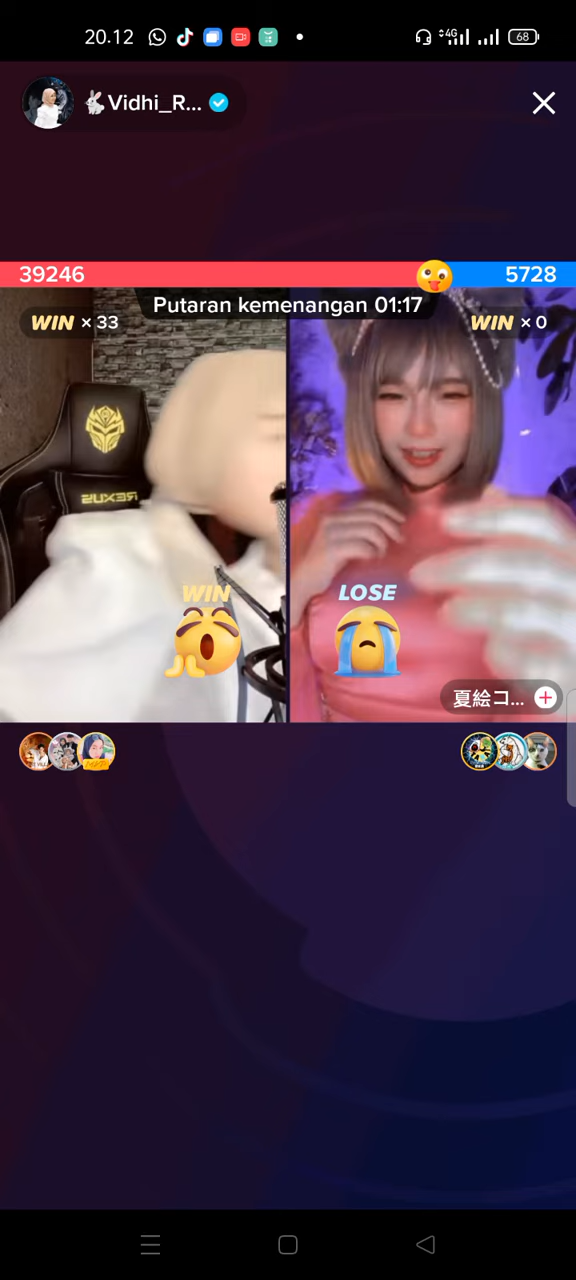 20.12
4G
68
Vidhi_R...
39246
5728
Putaran kemenangan 01:17
WIN × 33
WIN × 0
REXUS
WIN
LOSE
夏絵コ...